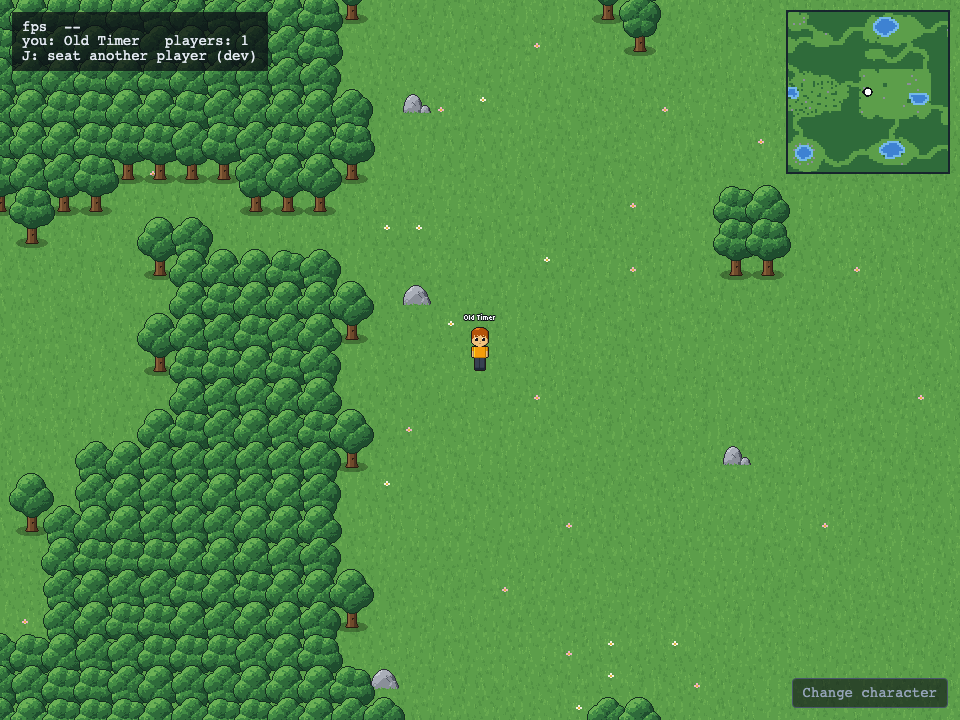 fps --
you: Old Timer players: 1
J: seat another player (dev)
Old Timer
Change character